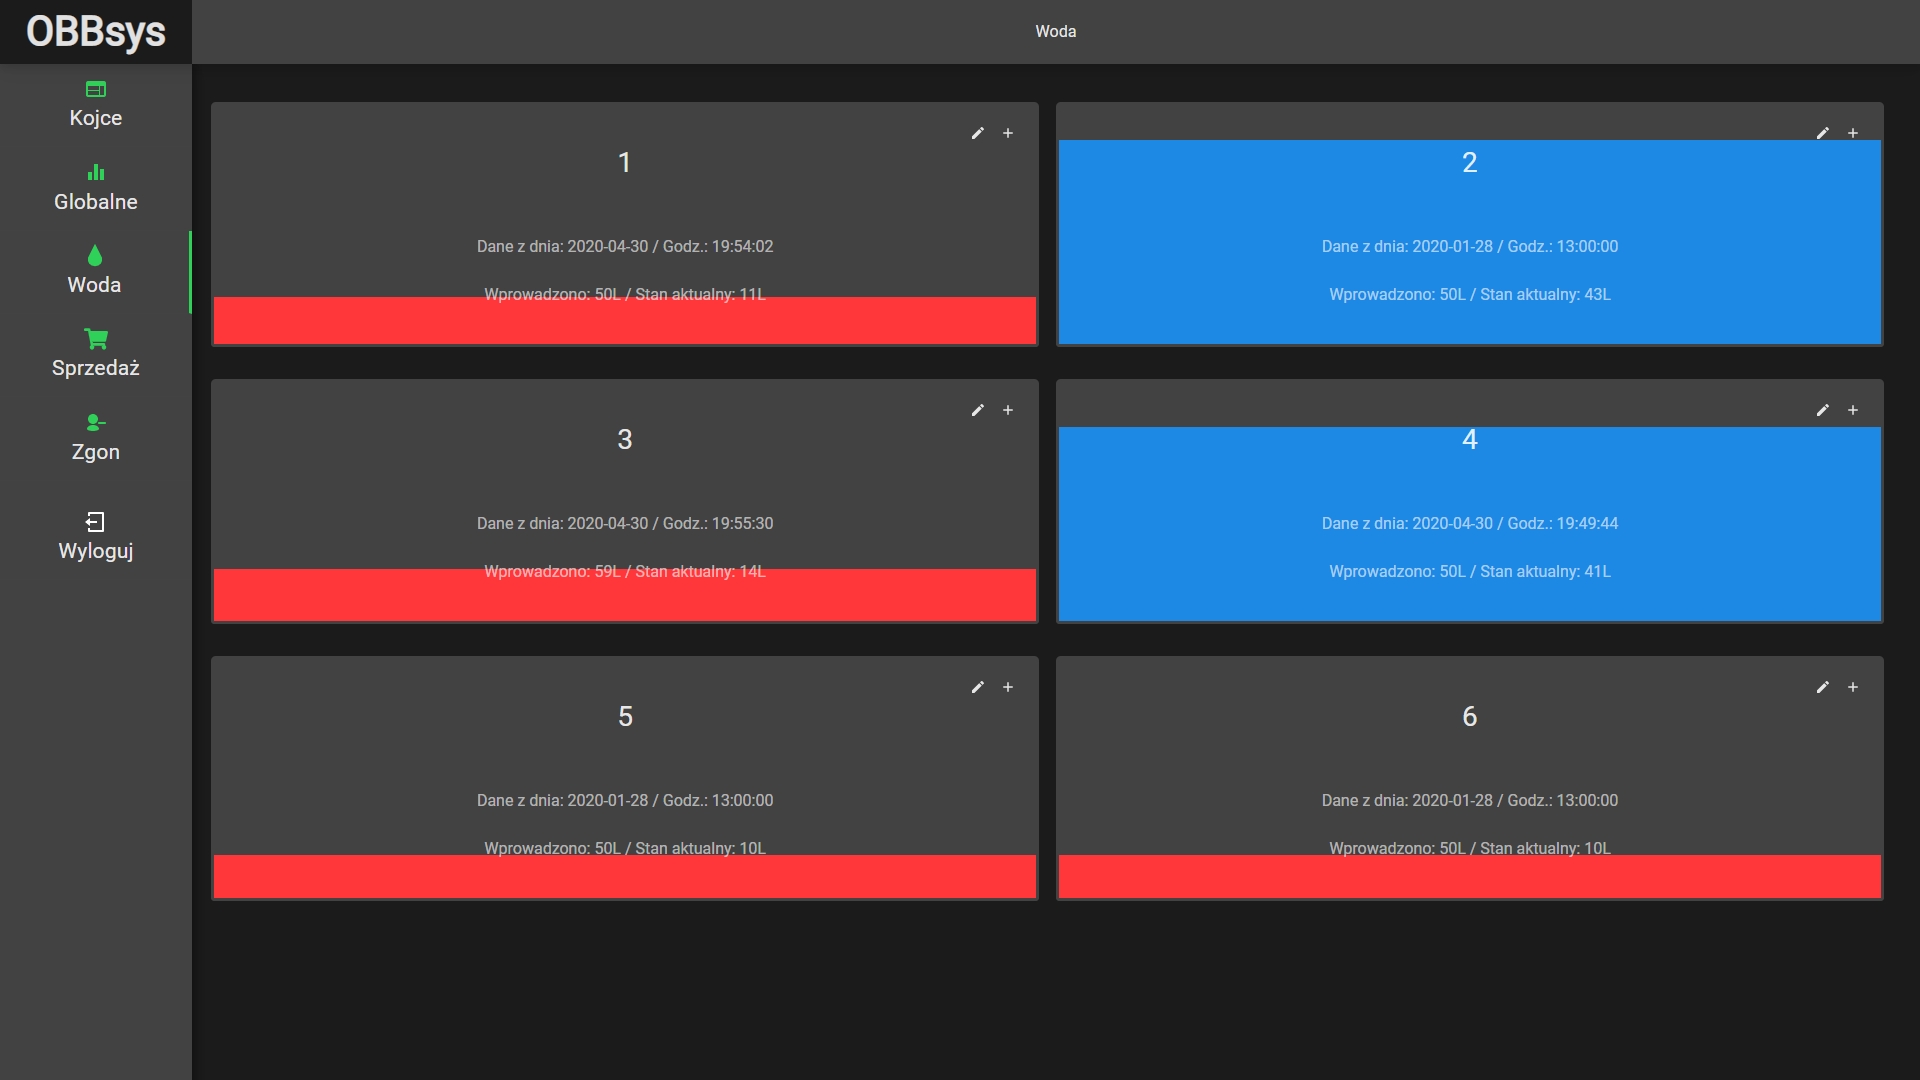 OBBsys
Woda
Kojce
Globalne
Woda
Sprzedaż
Zgon
Wyloguj
1
Dane z dnia: 2020-04-30 / Godz.: 19:54:02
Wprowadzono: 50L / Stan aktualny: 11L
2
Dane z dnia: 2020-01-28 / Godz.: 13:00:00
Wprowadzono: 50L / Stan aktualny: 43L
3
Dane z dnia: 2020-04-30 / Godz.: 19:55:30
Wprowadzono: 59L / Stan aktualny: 14L
4
Dane z dnia: 2020-04-30 / Godz.: 19:49:44
Wprowadzono: 50L / Stan aktualny: 41L
5
Dane z dnia: 2020-01-28 / Godz.: 13:00:00
Wprowadzono: 50L / Stan aktualny: 10L
6
Dane z dnia: 2020-01-28 / Godz.: 13:00:00
Wprowadzono: 50L / Stan aktualny: 10L